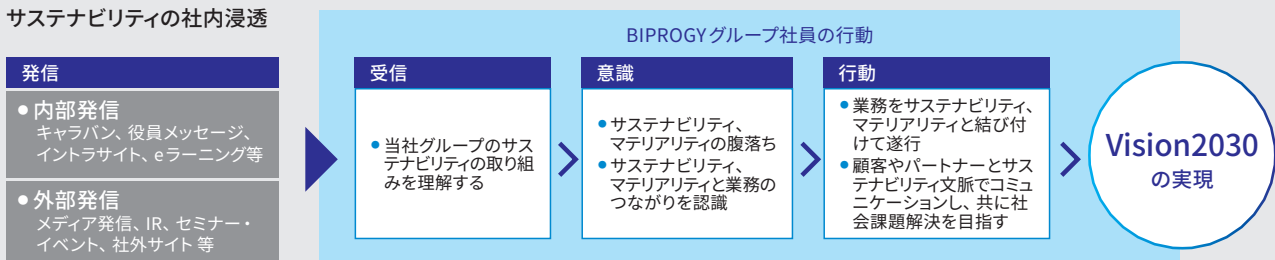 サステナビリティの社内浸透
BIPROGYグループ社員の行動
発信
●内部発信
キャラバン、役員メッセージ、
イントラサイト、eラーニング等
●外部発信
メディア発信、IR、セミナー・
イベント、社外サイト 等
受信
●当社グループのサス
テナビリティの取り組
みを理解する
意識
●サステナビリティ、
マテリアリティの腹落ち
●サステナビリティ、
マテリアリティと業務の
つながりを認識
行動
●業務をサステナビリティ、
マテリアリティと結び付
けて遂行
●顧客やパートナーとサス
テナビリティ文脈でコミュ
ニケーションし、共に社
会課題解決を目指す
Vision2030
の実現